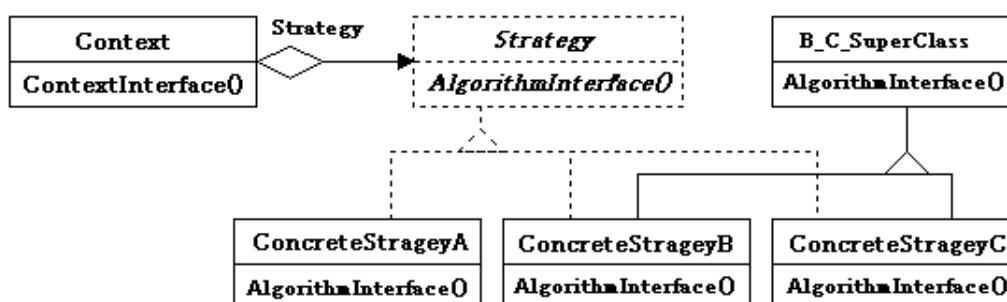 Context
ContextInterface()
Strategy
Strategy
AlgorithmInterface()
B_C_SuperClass
AlgorithmInterface()
ConcreteStrageyA
AlgorithmInterface()
ConcreteStrageyB
AlgorithmInterface()
ConcreteStrageyC
AlgorithmInterface()